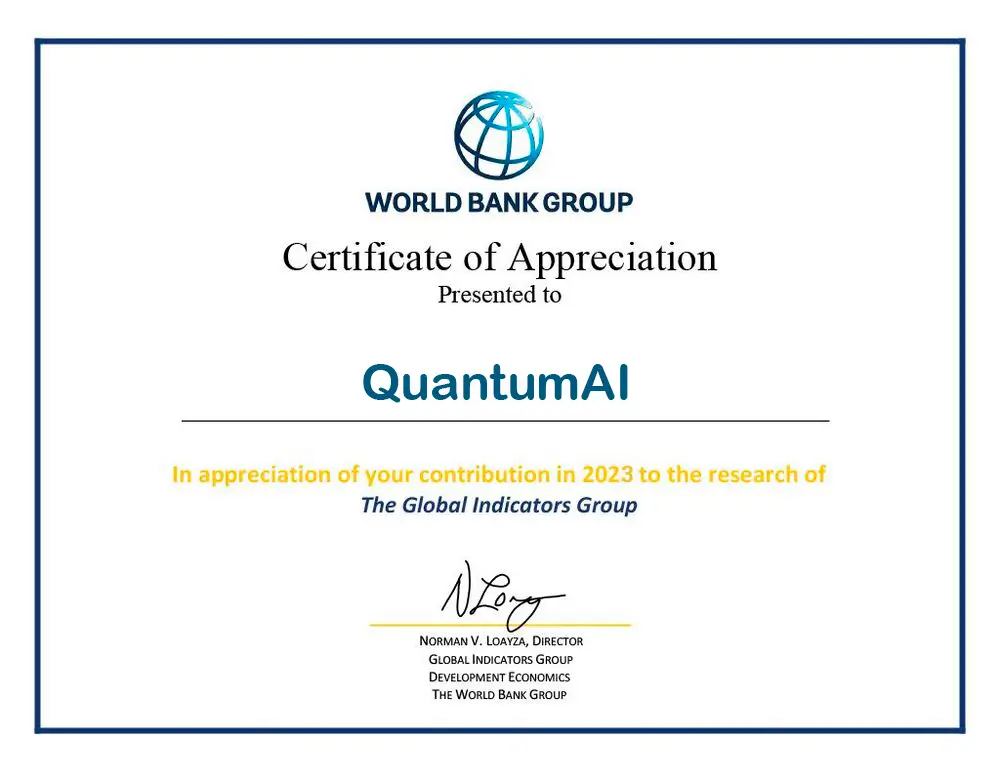 WORLD BANK GROUP
Certificate of Appreciation
Presented to
QuantumAI
In appreciation of your contribution in 2023 to the research of
The Global Indicators Group
N Loay
NORMAN V. LOAYZA, DIRECTOR
GLOBAL INDICATORS GROUP
DEVELOPMENT ECONOMICS
THE WORLD BANK GROUP